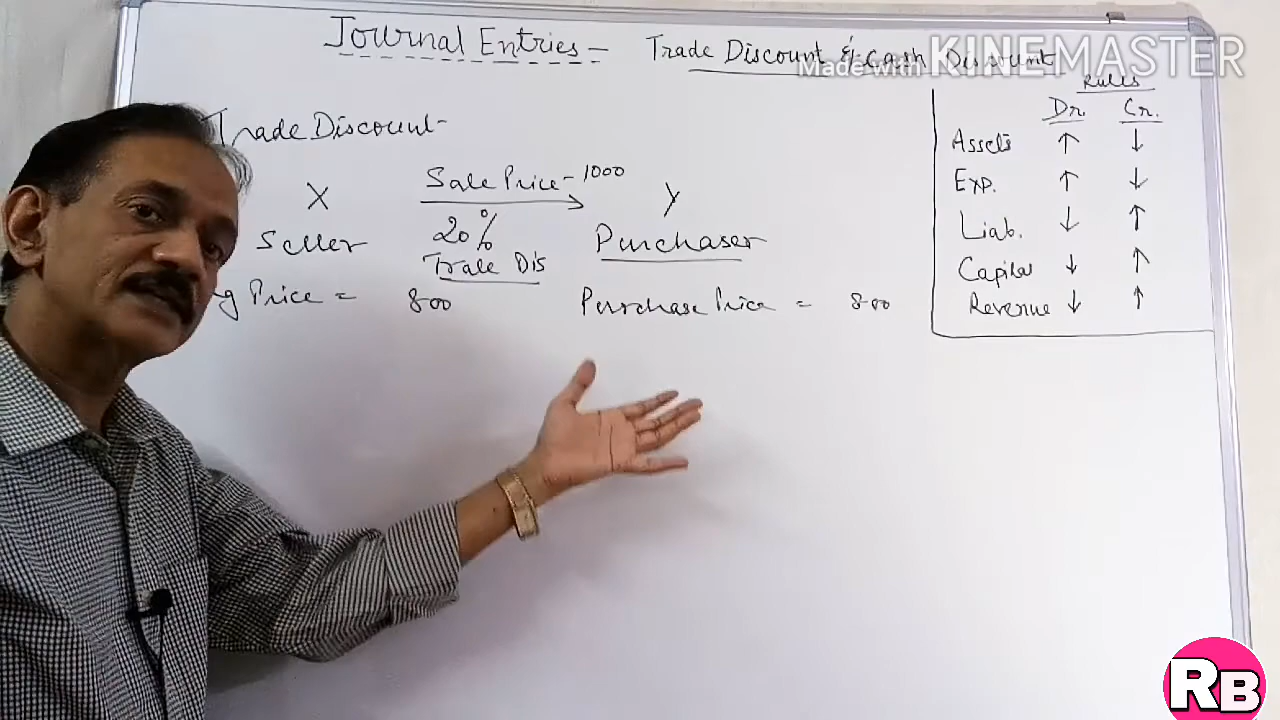 Journal Entries - Trade Discount & Cash Discount
Made with KINEMASTER
Rules
Dr. Cr.
Assets ↑ ↓
Exp. ↑ ↓
Liab. ↓ ↑
Capital ↓ ↑
Revenue ↓ ↑
Trade Discount-
X Sale Price - 1000 Y
Seller 20% Purchaser
Trade Dis
g Price = 800 Purchase Price = 800
RB